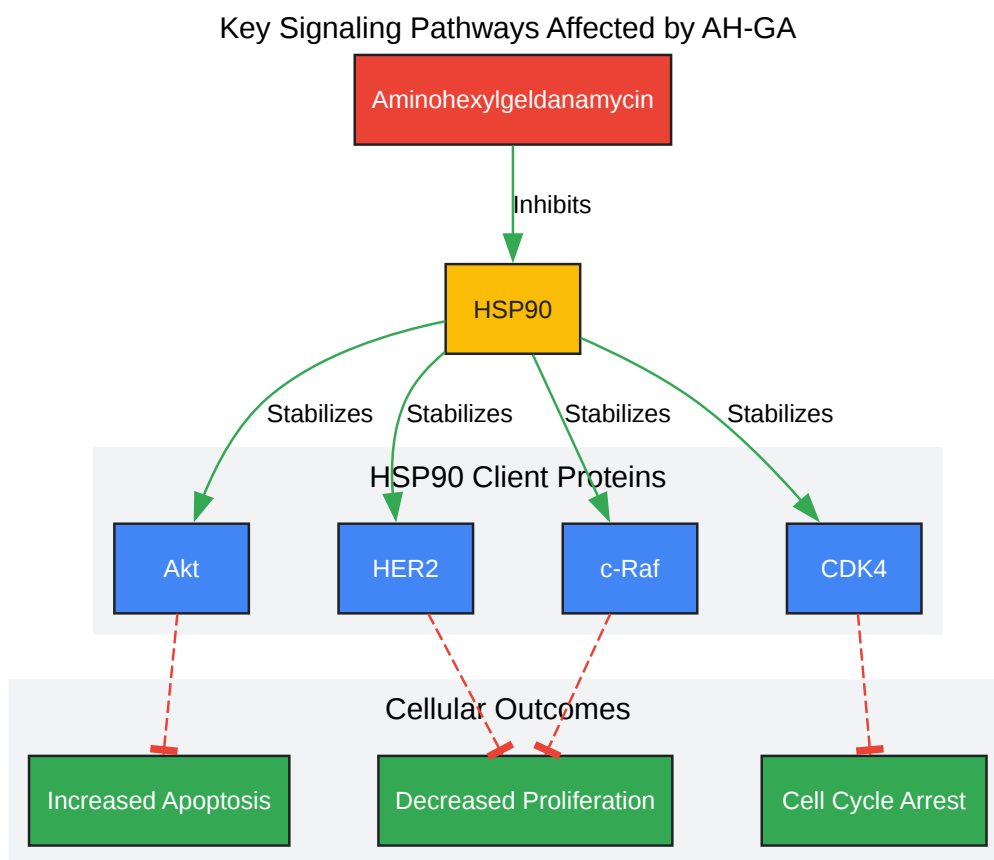 Key Signaling Pathways Affected by AH-GA
Aminohexylgeldanamycin
Inhibits
HSP90
Stabilizes
Stabilizes
Stabilizes
Stabilizes
HSP90 Client Proteins
Akt
HER2
c-Raf
CDK4
Cellular Outcomes
Increased Apoptosis
Decreased Proliferation
Cell Cycle Arrest